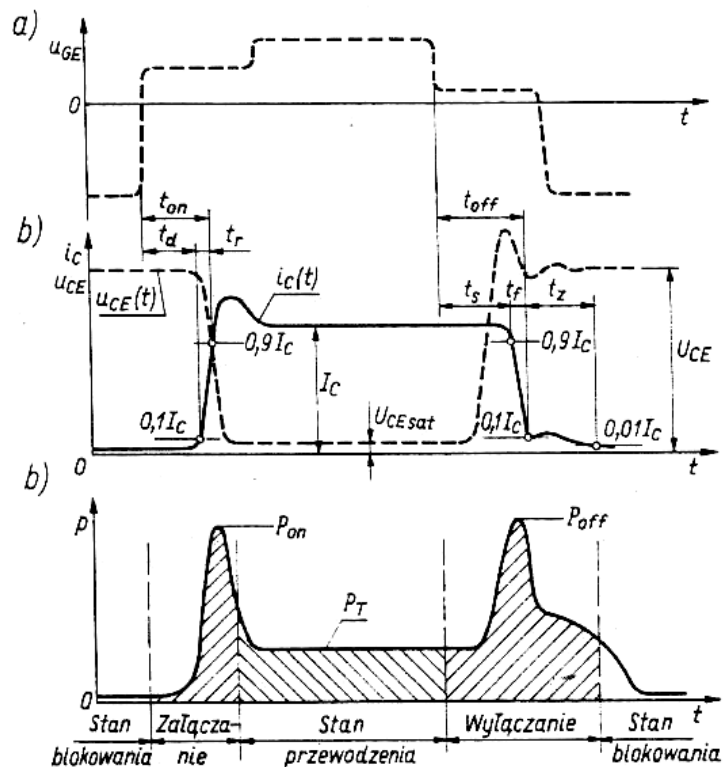 a)
u_GE
0
t
t_on
t_off
b)
t_d
t_r
i_C
u_CE
u_CE(t)
i_C(t)
t_s
t_f
t_z
0,9 I_C
0,9 I_C
I_C
U_CE
0,1 I_C
U_CEsat
0,1 I_C
0,01 I_C
0
t
b)
p
P_on
P_off
P_T
0
t
Stan blokowania
Załącza-nie
Stan przewodzenia
Wyłączanie
Stan blokowania